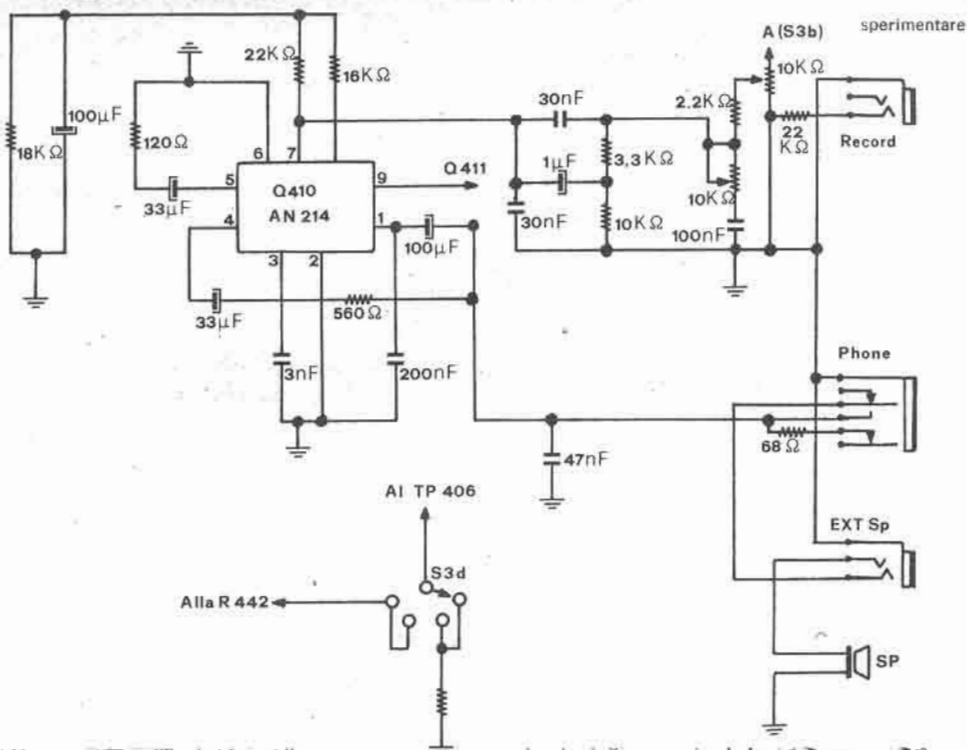 sperimentare
A (S3b)
22KΩ
16KΩ
10KΩ
100µF
18KΩ
120Ω
30nF
2,2KΩ
22
KΩ
Record
6
7
5
9
Q410
AN 214
Q 411
1µF
3,3KΩ
33µF
4
1
30nF
10KΩ
10KΩ
100µF
100nF
3
2
33µF
560Ω
3nF
200nF
Phone
47nF
68Ω
Al TP 406
EXT Sp
S3d
Alla R 442
SP